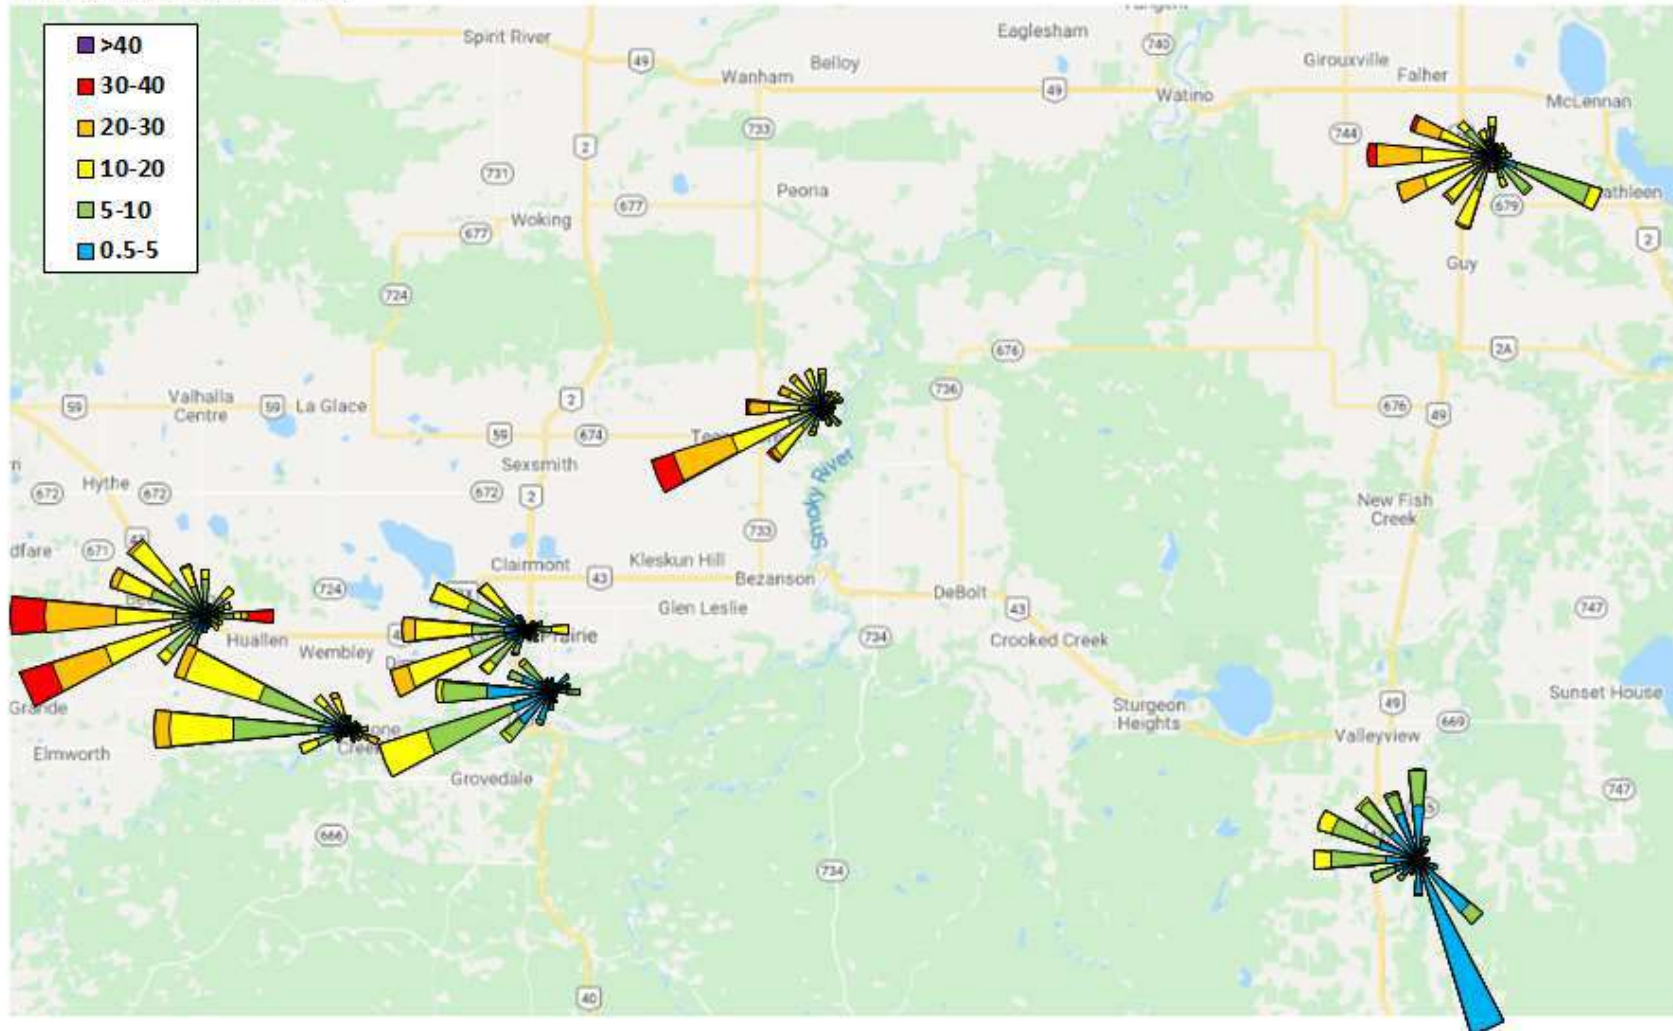 >40
30-40
20-30
10-20
5-10
0.5-5
Spirit River
49
Wanham
Belloy
Eaglesham
740
49
Watino
Girouxville
Falher
McLennan
733
744
2
731
Peoria
677
Woking
677
679
2
Guy
724
676
2A
736
676
49
59
Valhalla
Centre
59
La Glace
2
59
674
Sexsmith
672
Hythe
672
672
2
Smoky River
New Fish
Creek
733
671
Clairmont
Kleskun Hill
43
Bezanson
DeBolt
724
Glen Leslie
43
747
Huallen
Wembley
734
Crooked Creek
Sunset House
Sturgeon
Heights
49
669
Valleyview
Elmworth
Grovedale
747
666
734
40